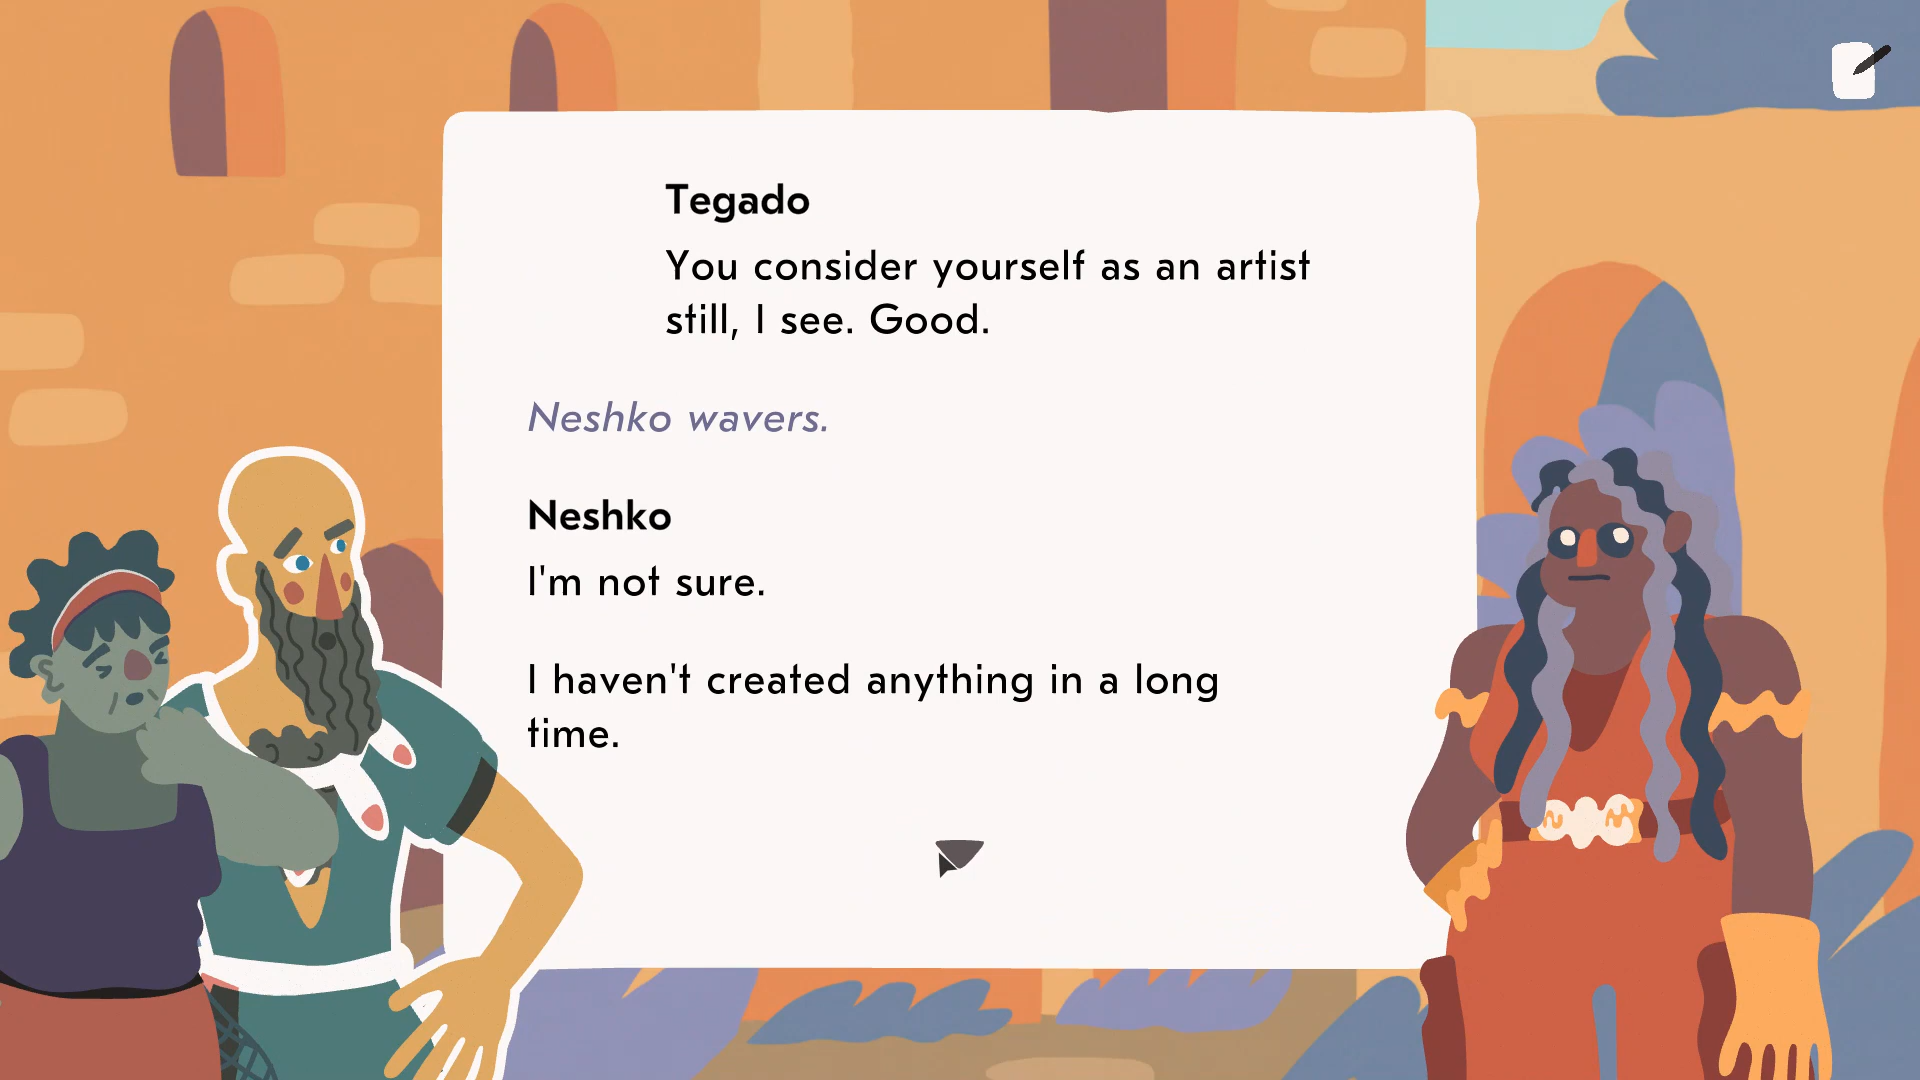 Tegado
You consider yourself as an artist
still, I see. Good.
Neshko wavers.
Neshko
I'm not sure.
I haven't created anything in a long
time.